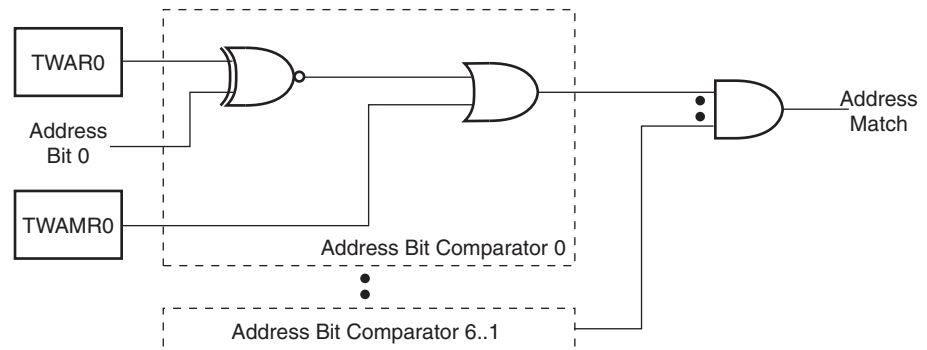 TWAR0
Address
Bit 0
TWAMR0
Address Bit Comparator 0
Address Bit Comparator 6..1
Address
Match